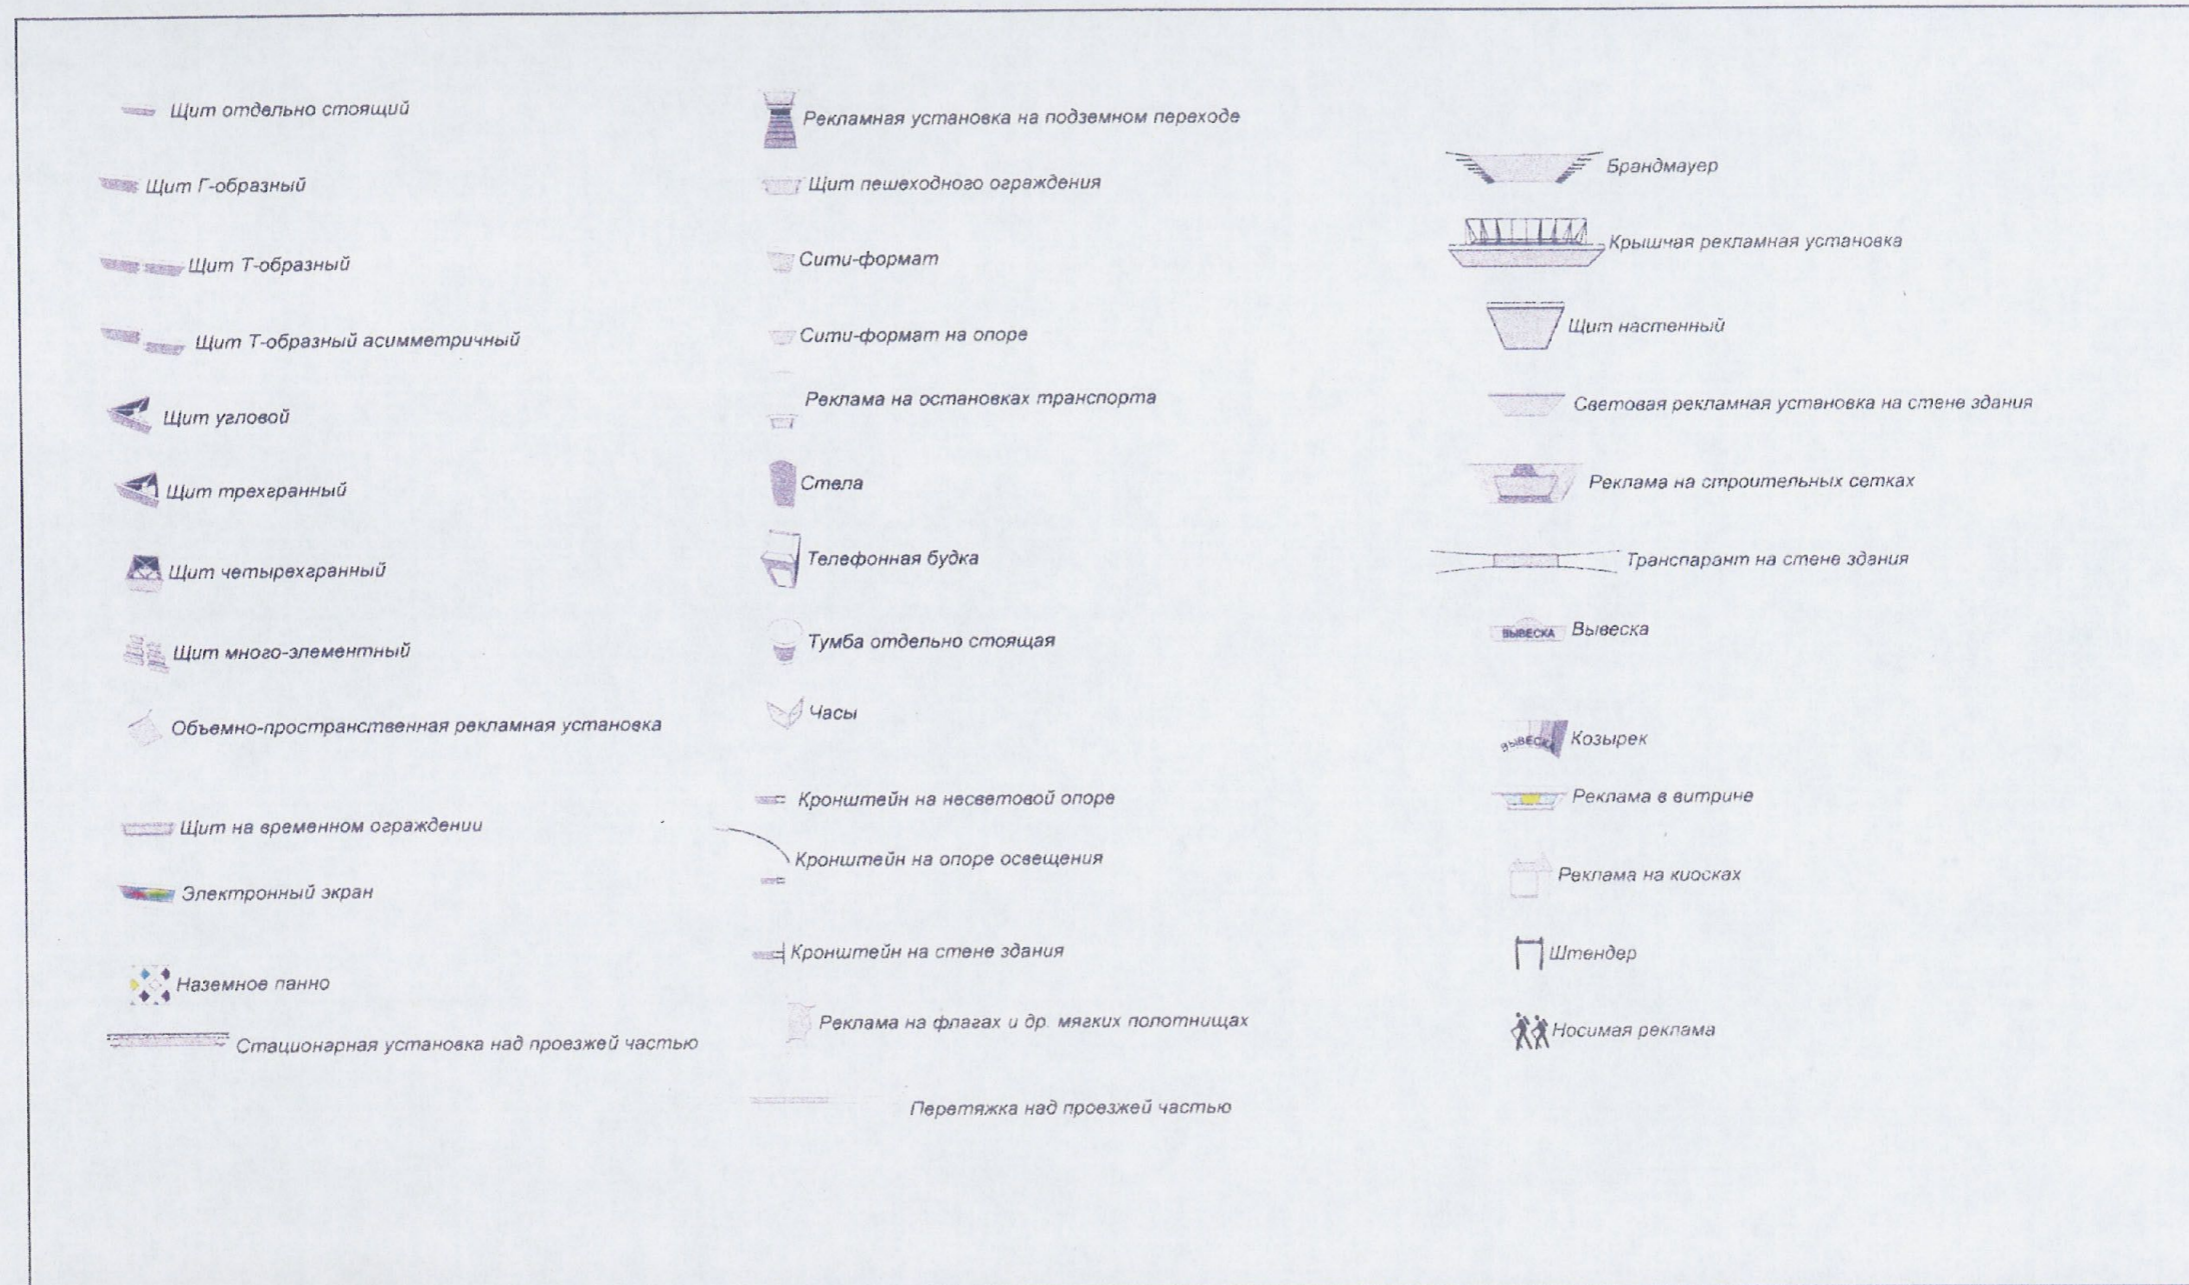 Щит отдельно стоящий
Щит Г-образный
Щит Т-образный
Щит Т-образный асимметричный
Щит угловой
Щит трехгранный
Щит четырехгранный
Щит много-элементный
Объемно-пространственная рекламная установка
Щит на временном ограждении
Электронный экран
Наземное панно
Стационарная установка над проезжей частью
Рекламная установка на подземном переходе
Щит пешеходного ограждения
Сити-формат
Сити-формат на опоре
Реклама на остановках транспорта
Стела
Телефонная будка
Тумба отдельно стоящая
Часы
Кронштейн на несветовой опоре
Кронштейн на опоре освещения
Кронштейн на стене здания
Реклама на флагах и др. мягких полотнищах
Перетяжка над проезжей частью
Брандмауер
Крышчая рекламная установка
Щит настенный
Световая рекламная установка на стене здания
Реклама на строительных сетках
Транспарант на стене здания
ВЫВЕСКА Вывеска
ВЫВЕСКА Козырек
Реклама в витрине
Реклама на киосках
Штендер
Носимая реклама